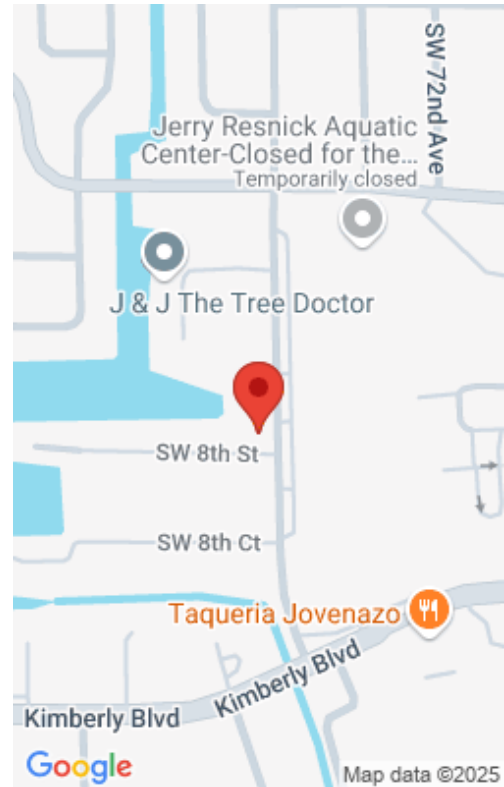 SW 72nd Ave
Jerry Resnick Aquatic
Center-Closed for the...
Temporarily closed
J & J The Tree Doctor
SW 8th St
SW 8th Ct
Taqueria Jovenazo
Kimberly Blvd
Kimberly Blvd
Google
Map data ©2025